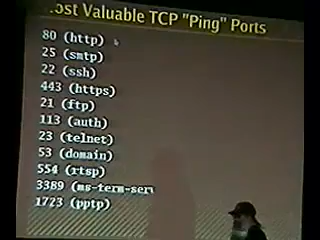 ost Valuable TCP "Ping" Ports
80 (http)
25 (smtp)
22 (ssh)
443 (https)
21 (ftp)
113 (auth)
23 (telnet)
53 (domain)
554 (rtsp)
3389 (ms-term-serv
1723 (pptp)